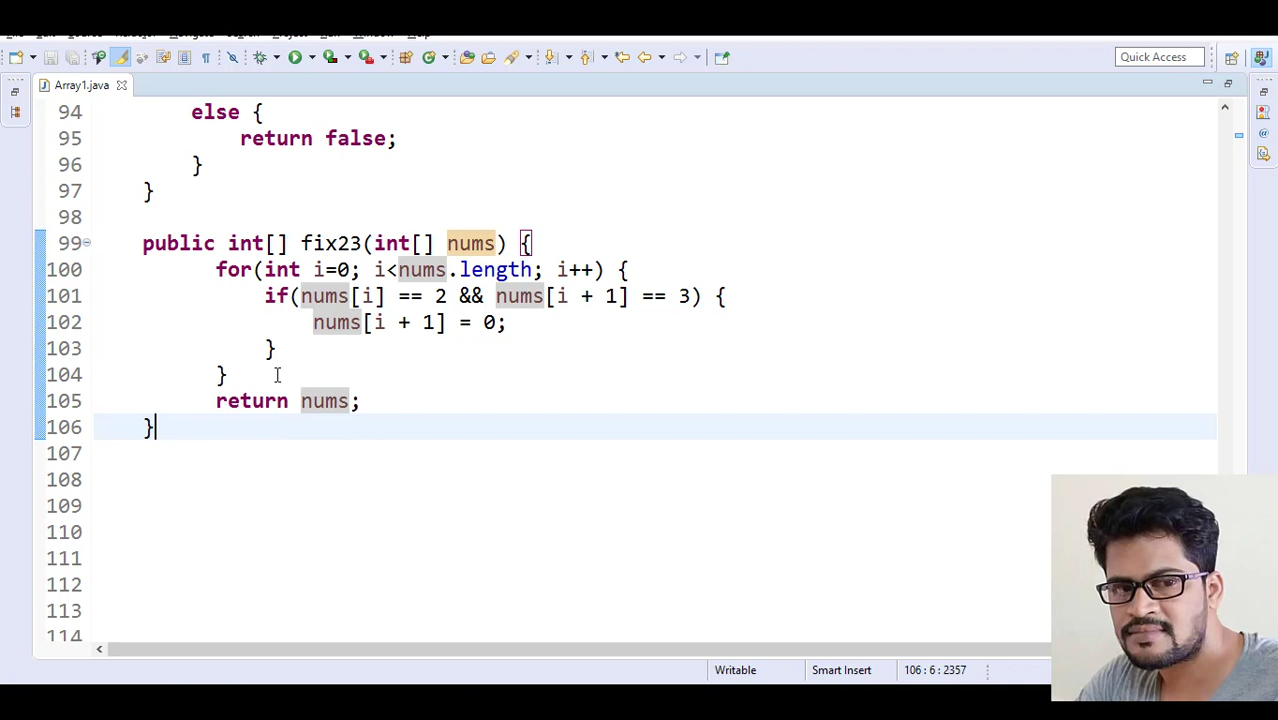 Quick Access
Array1.java
94 else {
95 return false;
96 }
97 }
98
99 public int[] fix23(int[] nums) {
100 for(int i=0; i<nums.length; i++) {
101 if(nums[i] == 2 && nums[i + 1] == 3) {
102 nums[i + 1] = 0;
103 }
104 }
105 return nums;
106 }
107
108
109
110
111
112
113
114
Writable
Smart Insert
106 : 6 : 2357